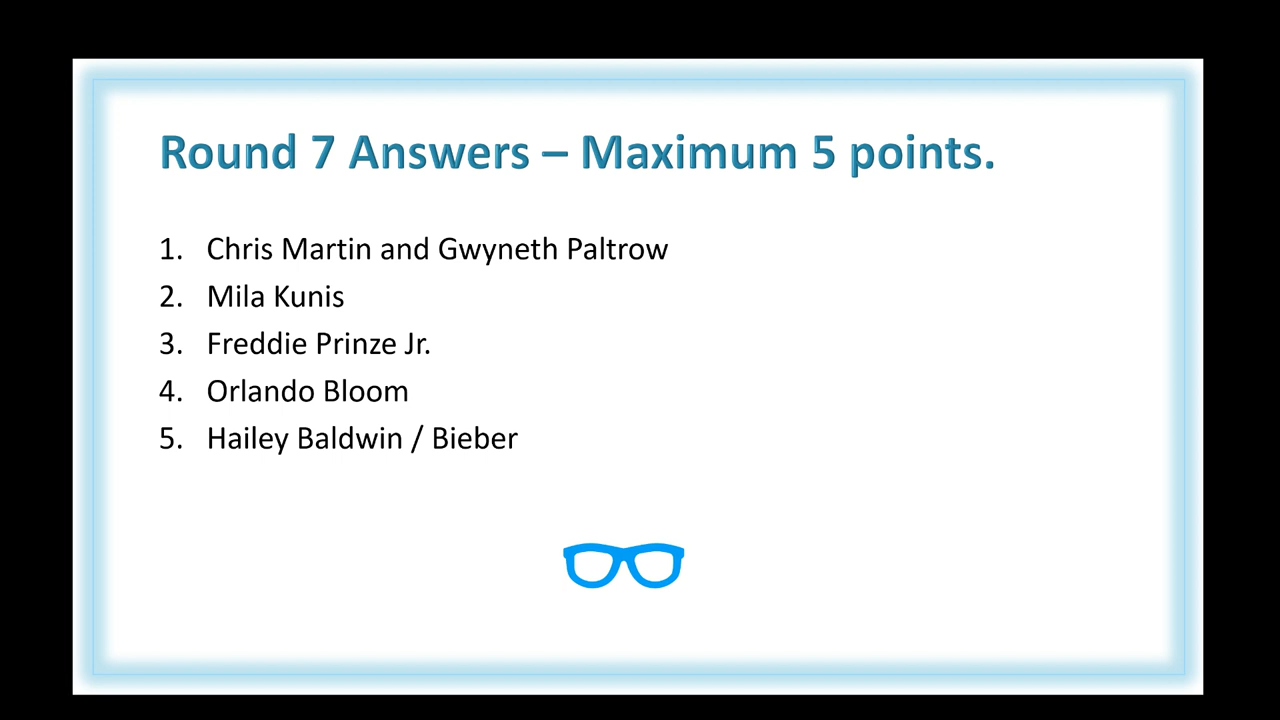 Round 7 Answers – Maximum 5 points.
1. Chris Martin and Gwyneth Paltrow
2. Mila Kunis
3. Freddie Prinze Jr.
4. Orlando Bloom
5. Hailey Baldwin / Bieber